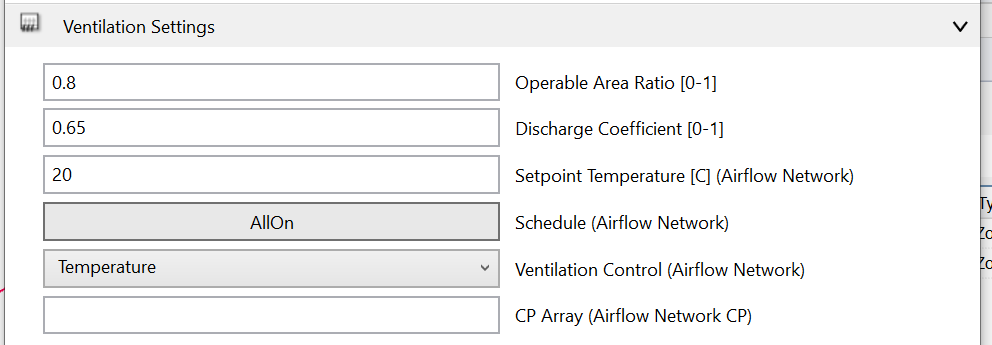 Ventilation Settings
0.8 Operable Area Ratio [0-1]
0.65 Discharge Coefficient [0-1]
20 Setpoint Temperature [C] (Airflow Network)
AllOn Schedule (Airflow Network)
Temperature Ventilation Control (Airflow Network)
CP Array (Airflow Network CP)
Ty
Zo
Zo